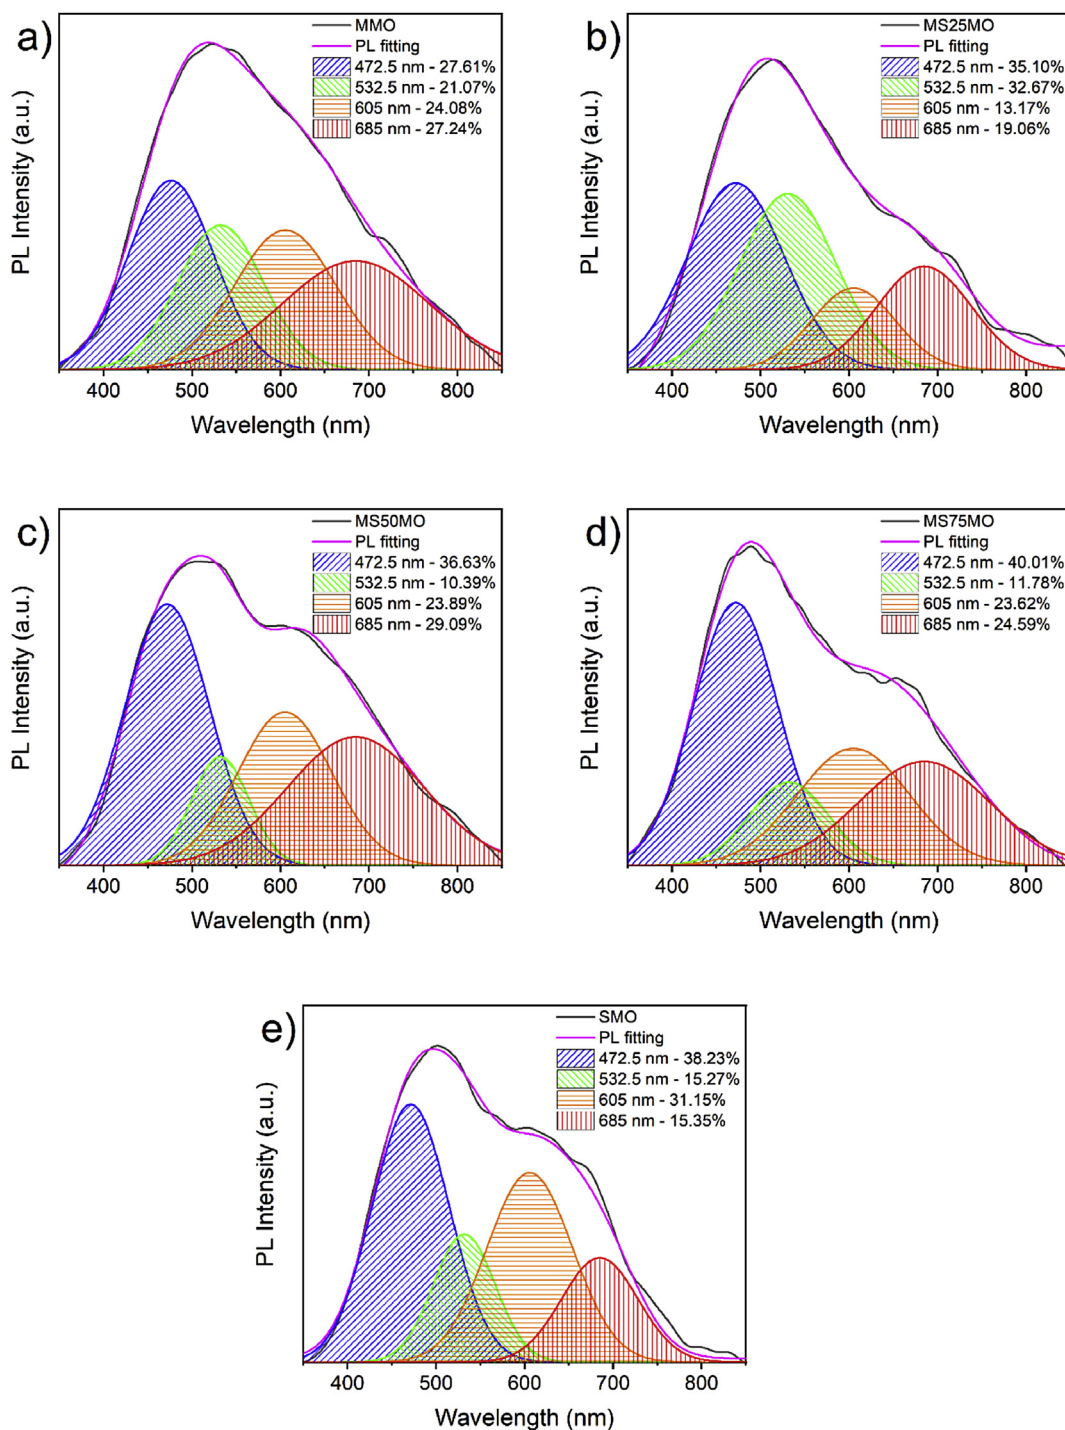 a)
MMO
PL fitting
472.5 nm - 27.61%
532.5 nm - 21.07%
605 nm - 24.08%
685 nm - 27.24%
PL Intensity (a.u.)
400 500 600 700 800
Wavelength (nm)
b)
MS25MO
PL fitting
472.5 nm - 35.10%
532.5 nm - 32.67%
605 nm - 13.17%
685 nm - 19.06%
PL Intensity (a.u.)
400 500 600 700 800
Wavelength (nm)
c)
MS50MO
PL fitting
472.5 nm - 36.63%
532.5 nm - 10.39%
605 nm - 23.89%
685 nm - 29.09%
PL Intensity (a.u.)
400 500 600 700 800
Wavelength (nm)
d)
MS75MO
PL fitting
472.5 nm - 40.01%
532.5 nm - 11.78%
605 nm - 23.62%
685 nm - 24.59%
PL Intensity (a.u.)
400 500 600 700 800
Wavelength (nm)
e)
SMO
PL fitting
472.5 nm - 38.23%
532.5 nm - 15.27%
605 nm - 31.15%
685 nm - 15.35%
PL Intensity (a.u.)
400 500 600 700 800
Wavelength (nm)